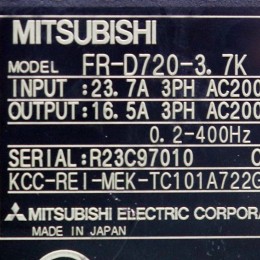 MITSUBISHI
MODEL FR-D720-3.7K
INPUT :23.7A 3PH AC200
OUTPUT:16.5A 3PH AC200
0.2-400Hz
SERIAL:R23C97010
KCC-REI-MEK-TC101A722G
MITSUBISHI ELECTRIC CORPORA
MADE IN JAPAN